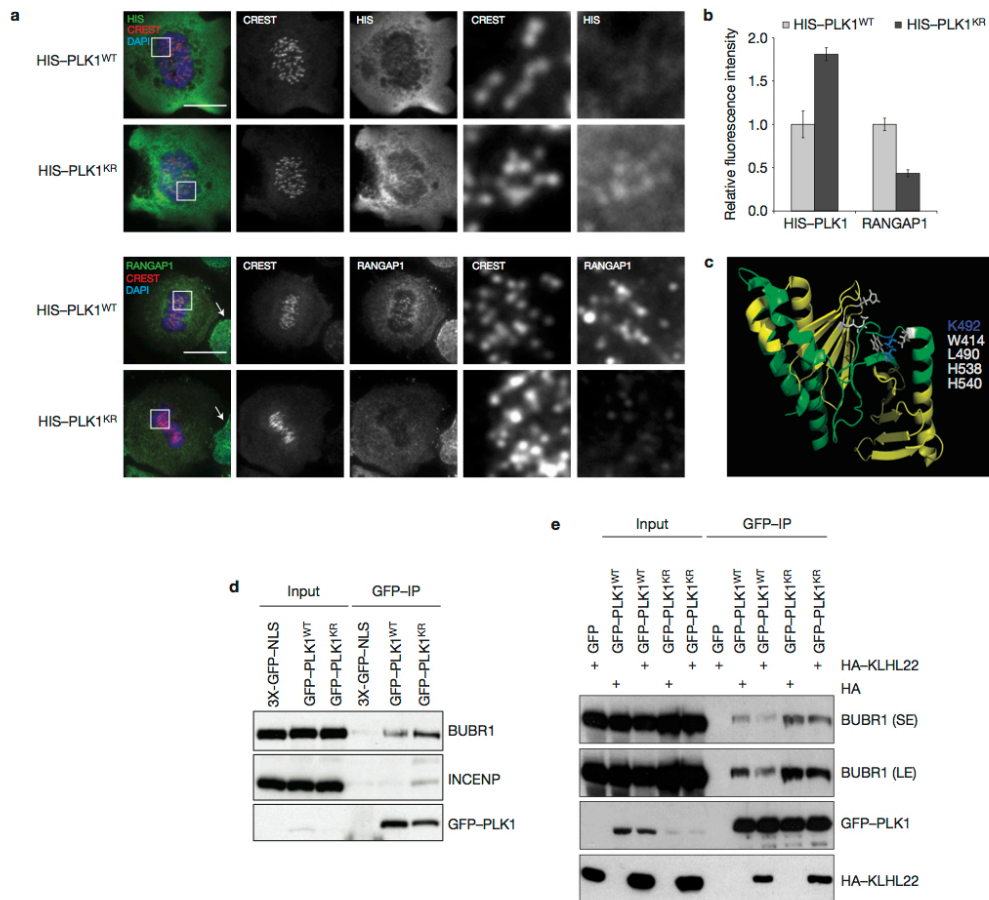 a
HIS
CREST
DAPI
CREST
HIS
CREST
HIS
HIS–PLK1WT
HIS–PLK1KR
RANGAP1
CREST
DAPI
CREST
RANGAP1
CREST
RANGAP1
HIS–PLK1WT
HIS–PLK1KR
b
HIS–PLK1WT
HIS–PLK1KR
Relative fluorescence intensity
2.0
1.5
1.0
0.5
0.0
HIS–PLK1
RANGAP1
c
K492
W414
L490
H538
H540
d
Input
GFP–IP
3X-GFP–NLS
GFP–PLK1WT
GFP–PLK1KR
3X-GFP–NLS
GFP–PLK1WT
GFP–PLK1KR
BUBR1
INCENP
GFP–PLK1
e
Input
GFP–IP
GFP
GFP–PLK1WT
GFP–PLK1WT
GFP–PLK1KR
GFP–PLK1KR
GFP
GFP–PLK1WT
GFP–PLK1WT
GFP–PLK1KR
GFP–PLK1KR
+ + + + + + HA–KLHL22
+ + + + HA
BUBR1 (SE)
BUBR1 (LE)
GFP–PLK1
HA–KLHL22